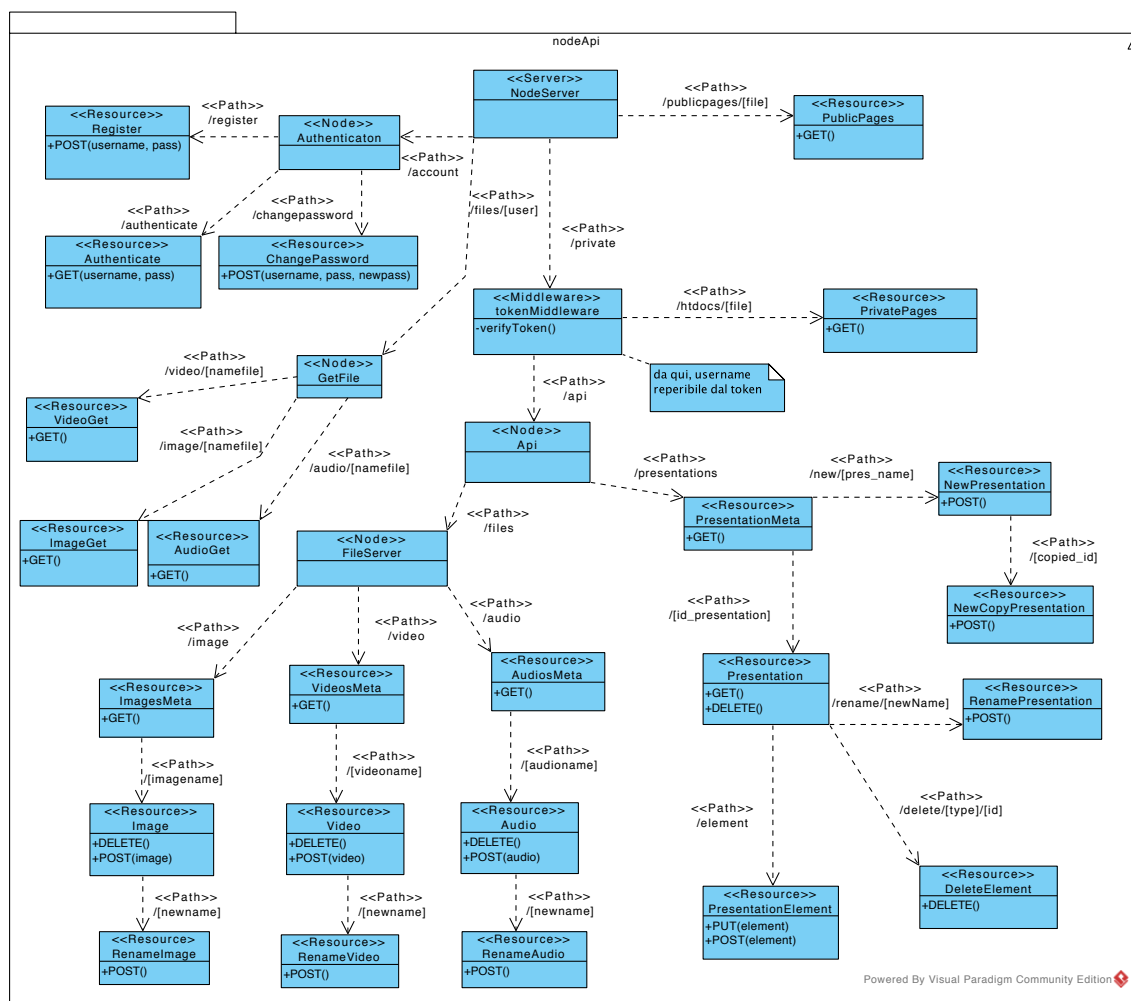 nodeApi
<<Server>>
NodeServer
<<Path>>
/publicpages/[file]
<<Resource>>
PublicPages
+GET()
<<Resource>>
Register
+POST(username, pass)
<<Path>>
/register
<<Node>>
Authenticaton
<<Path>>
/account
<<Path>>
/authenticate
<<Path>>
/changepassword
<<Path>>
/files/[user]
<<Path>>
/private
<<Resource>>
Authenticate
+GET(username, pass)
<<Resource>>
ChangePassword
+POST(username, pass, newpass)
<<Middleware>>
tokenMiddleware
-verifyToken()
<<Path>>
/htdocs/[file]
<<Resource>>
PrivatePages
+GET()
da qui, username
reperibile dal token
<<Path>>
/api
<<Node>>
GetFile
<<Path>>
/video/[namefile]
<<Resource>>
VideoGet
+GET()
<<Path>>
/image/[namefile]
<<Path>>
/audio/[namefile]
<<Resource>>
ImageGet
+GET()
<<Resource>>
AudioGet
+GET()
<<Node>>
Api
<<Path>>
/presentations
<<Path>>
/files
<<Node>>
FileServer
<<Resource>>
PresentationMeta
+GET()
<<Path>>
/new/[pres_name]
<<Resource>>
NewPresentation
+POST()
<<Path>>
/[copied_id]
<<Resource>>
NewCopyPresentation
+POST()
<<Path>>
/[id_presentation]
<<Path>>
/image
<<Path>>
/video
<<Path>>
/audio
<<Resource>>
ImagesMeta
+GET()
<<Resource>>
VideosMeta
+GET()
<<Resource>>
AudiosMeta
+GET()
<<Resource>>
Presentation
+GET()
+DELETE()
<<Path>>
/rename/[newName]
<<Resource>>
RenamePresentation
+POST()
<<Path>>
/[imagename]
<<Path>>
/[videoname]
<<Path>>
/[audioname]
<<Path>>
/element
<<Path>>
/delete/[type]/[id]
<<Resource>>
Image
+DELETE()
+POST(image)
<<Resource>>
Video
+DELETE()
+POST(video)
<<Resource>>
Audio
+DELETE()
+POST(audio)
<<Path>>
/[newname]
<<Path>>
/[newname]
<<Path>>
/[newname]
<<Resource>
RenameImage
+POST()
<<Resource>>
RenameVideo
+POST()
<<Resource>>
RenameAudio
+POST()
<<Resource>>
PresentationElement
+PUT(element)
+POST(element)
<<Resource>>
DeleteElement
+DELETE()
Powered By Visual Paradigm Community Edition